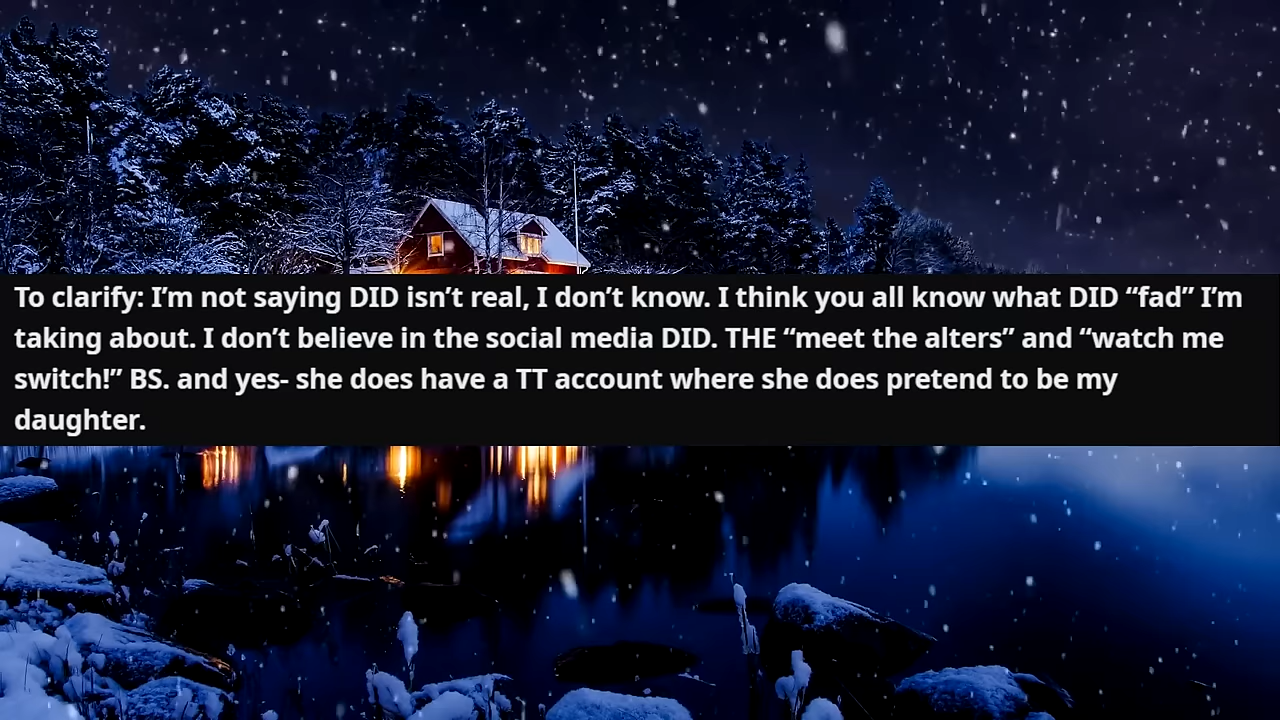 To clarify: I’m not saying DID isn’t real, I don’t know. I think you all know what DID “fad” I’m
taking about. I don’t believe in the social media DID. THE “meet the alters” and “watch me
switch!” BS. and yes- she does have a TT account where she does pretend to be my
daughter.